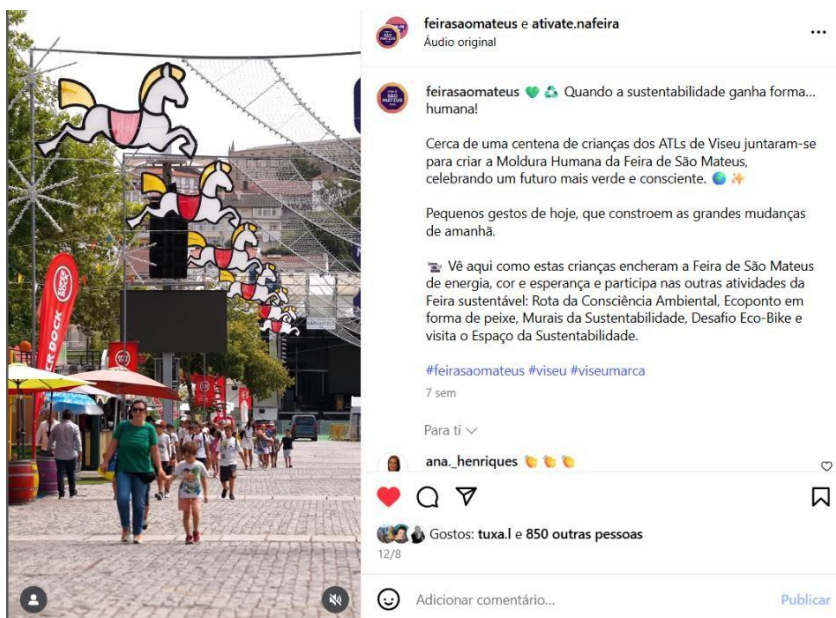 feirasaomateus e ativate.nafeira
Áudio original
feirasaomateus 💚 ♻️ Quando a sustentabilidade ganha forma...
humana!
Cerca de uma centena de crianças dos ATLs de Viseu juntaram-se
para criar a Moldura Humana da Feira de São Mateus,
celebrando um futuro mais verde e consciente. 🌍 ✨
Pequenos gestos de hoje, que constroem as grandes mudanças
de amanhã.
Vê aqui como estas crianças encheram a Feira de São Mateus
de energia, cor e esperança e participa nas outras atividades da
Feira sustentável: Rota da Consciência Ambiental, Ecoponto em
forma de peixe, Murais da Sustentabilidade, Desafio Eco-Bike e
visita o Espaço da Sustentabilidade.
#feirasaomateus #viseu #viseumarca
7 sem
Para ti
ana._henriques 👏 👏 👏
Gostos: tuxa.l e 850 outras pessoas
12/8
Adicionar comentário...
Publicar
SUPER BOCK